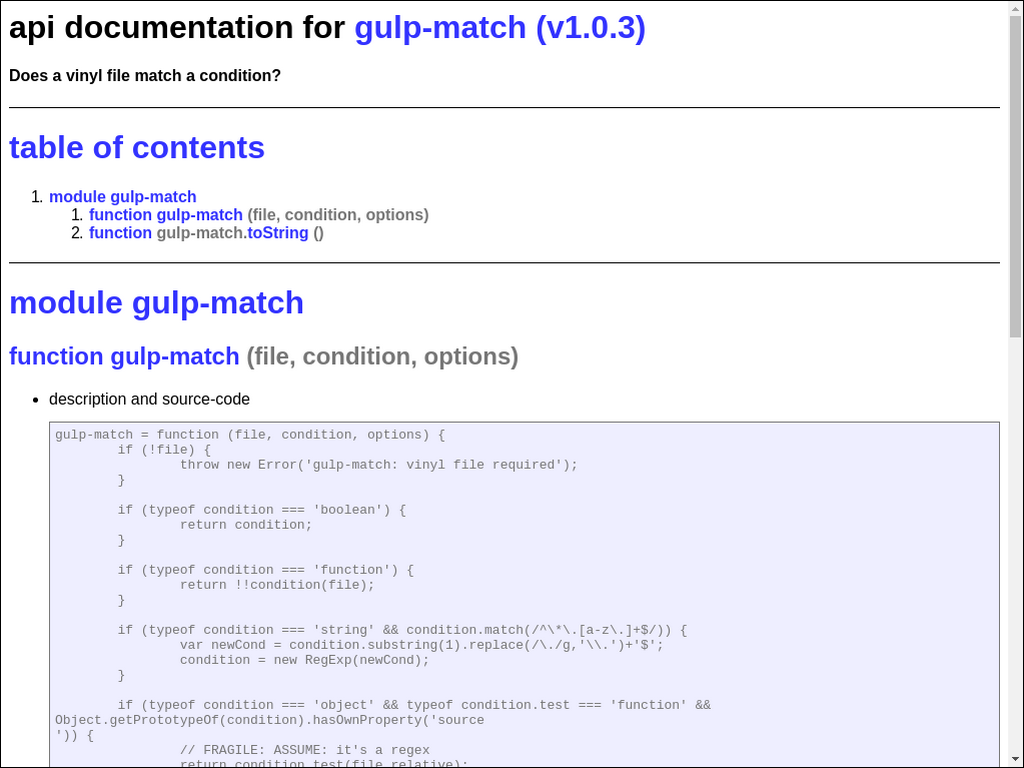 api documentation for gulp-match (v1.0.3)
Does a vinyl file match a condition?
table of contents
1. module gulp-match
1. function gulp-match (file, condition, options)
2. function gulp-match.toString ()
module gulp-match
function gulp-match (file, condition, options)
• description and source-code
gulp-match = function (file, condition, options) {
        if (!file) {
                throw new Error('gulp-match: vinyl file required');
        }
        if (typeof condition === 'boolean') {
                return condition;
        }
        if (typeof condition === 'function') {
                return !!condition(file);
        }
        if (typeof condition === 'string' && condition.match(/^\*\.[a-z\.]+$/)) {
                var newCond = condition.substring(1).replace(/\./g,'\\.')+'$';
                condition = new RegExp(newCond);
        }
        if (typeof condition === 'object' && typeof condition.test === 'function' &&
Object.getPrototypeOf(condition).hasOwnProperty('source
')) {
                // FRAGILE: ASSUME: it's a regex
                return condition.test(file.relative);